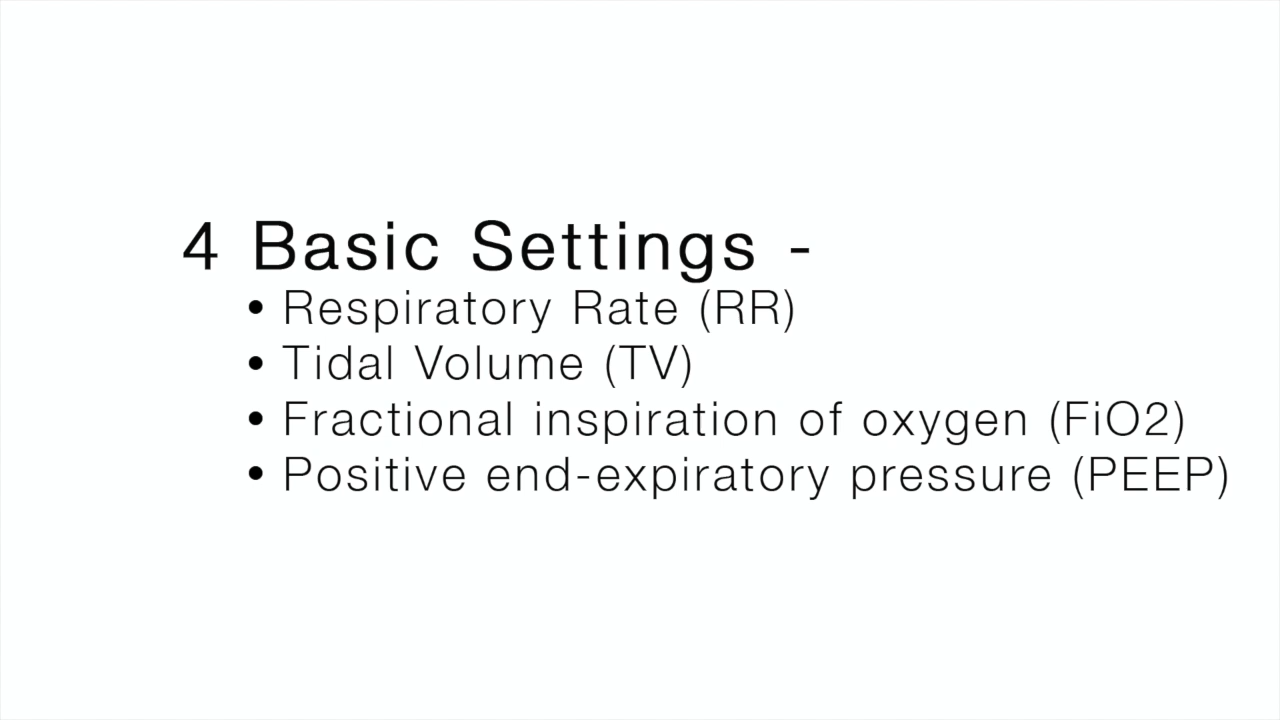 4 Basic Settings -
• Respiratory Rate (RR)
• Tidal Volume (TV)
• Fractional inspiration of oxygen (FiO2)
• Positive end-expiratory pressure (PEEP)